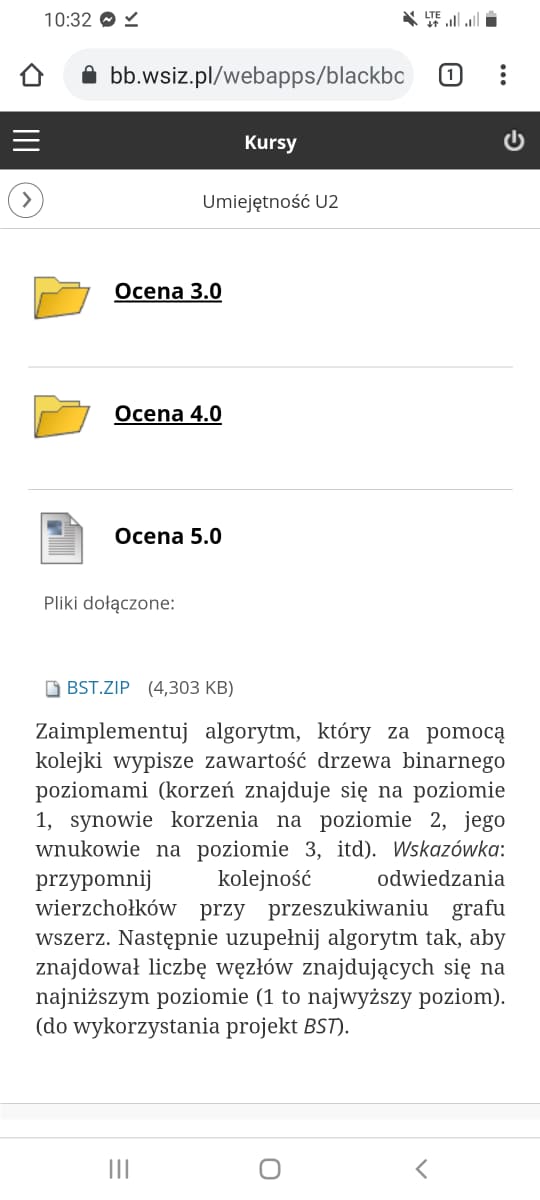 10:32
LTE
bb.wsiz.pl/webapps/blackbc
1
Kursy
Umiejętność U2
Ocena 3.0
Ocena 4.0
Ocena 5.0
Pliki dołączone:
BST.ZIP (4,303 KB)
Zaimplementuj algorytm, który za pomocą
kolejki wypisze zawartość drzewa binarnego
poziomami (korzeń znajduje się na poziomie
1, synowie korzenia na poziomie 2, jego
wnukowie na poziomie 3, itd). Wskazówka:
przypomnij kolejność odwiedzania
wierzchołków przy przeszukiwaniu grafu
wszerz. Następnie uzupełnij algorytm tak, aby
znajdował liczbę węzłów znajdujących się na
najniższym poziomie (1 to najwyższy poziom).
(do wykorzystania projekt BST).